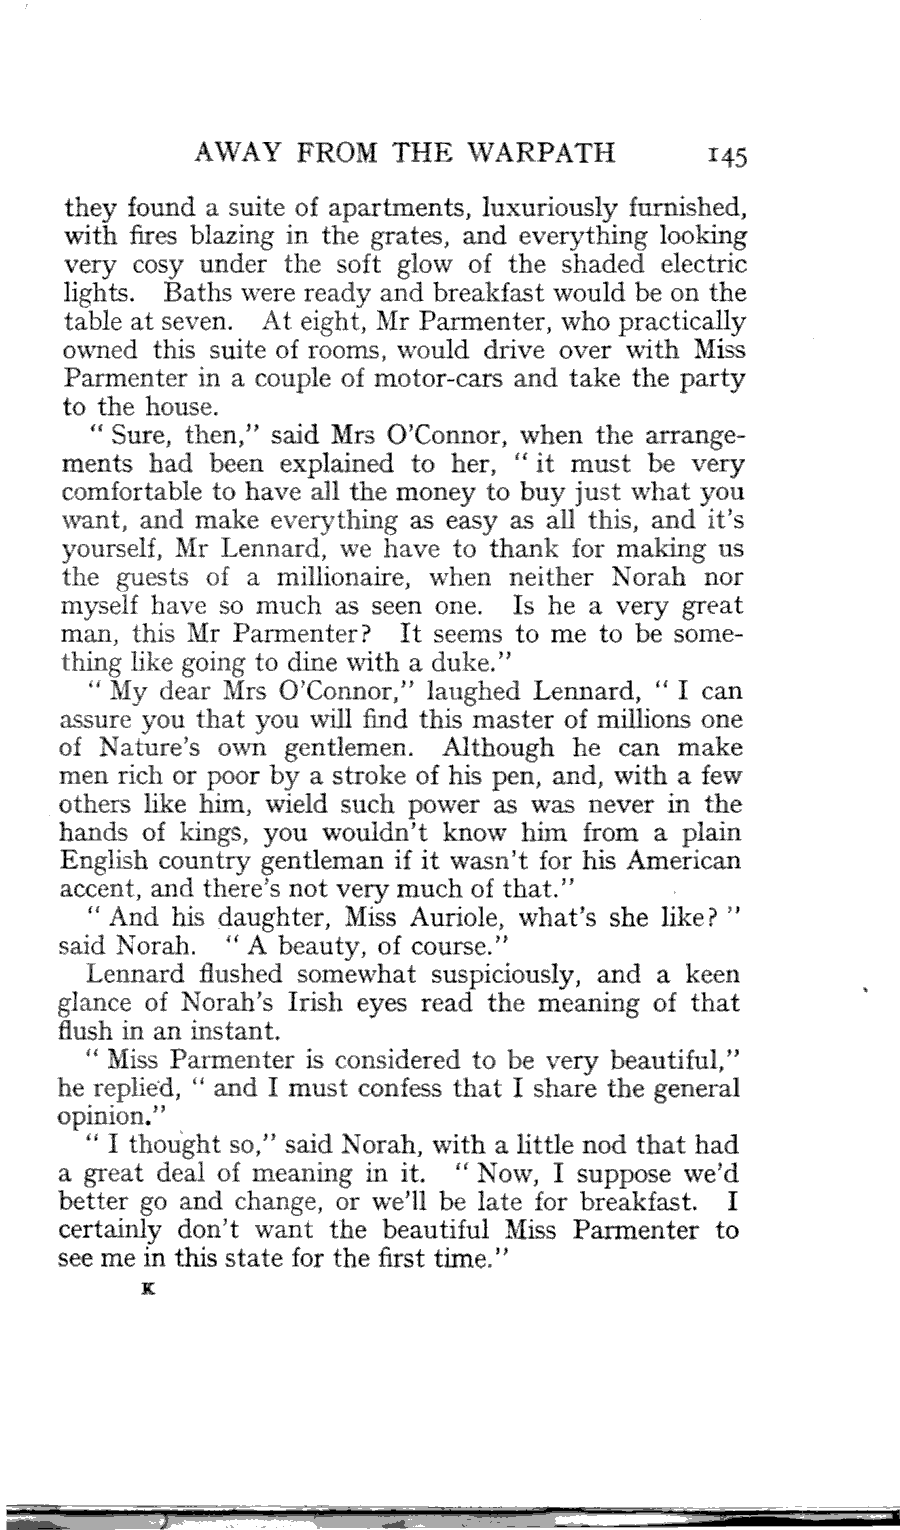 AWAY FROM THE WARPATH 145
they found a suite of apartments, luxuriously furnished,
with fires blazing in the grates, and everything looking
very cosy under the soft glow of the shaded electric
lights. Baths were ready and breakfast would be on the
table at seven. At eight, Mr Parmenter, who practically
owned this suite of rooms, would drive over with Miss
Parmenter in a couple of motor-cars and take the party
to the house.
“Sure, then,” said Mrs O’Connor, when the arrange-
ments had been explained to her, “it must be very
comfortable to have all the money to buy just what you
want, and make everything as easy as all this, and it’s
yourself, Mr Lennard, we have to thank for making us
the guests of a millionaire, when neither Norah nor
myself have so much as seen one. Is he a very great
man, this Mr Parmenter? It seems to me to be some-
thing like going to dine with a duke.”
“My dear Mrs O’Connor,” laughed Lennard, “I can
assure you that you will find this master of millions one
of Nature’s own gentlemen. Although he can make
men rich or poor by a stroke of his pen, and, with a few
others like him, wield such power as was never in the
hands of kings, you wouldn’t know him from a plain
English country gentleman if it wasn’t for his American
accent, and there’s not very much of that.”
“And his daughter, Miss Auriole, what’s she like?”
said Norah. “A beauty, of course.”
Lennard flushed somewhat suspiciously, and a keen
glance of Norah’s Irish eyes read the meaning of that
flush in an instant.
“Miss Parmenter is considered to be very beautiful,”
he replied, “and I must confess that I share the general
opinion.”
“I thought so,” said Norah, with a little nod that had
a great deal of meaning in it. “Now, I suppose we’d
better go and change, or we’ll be late for breakfast. I
certainly don’t want the beautiful Miss Parmenter to
see me in this state for the first time.”
K